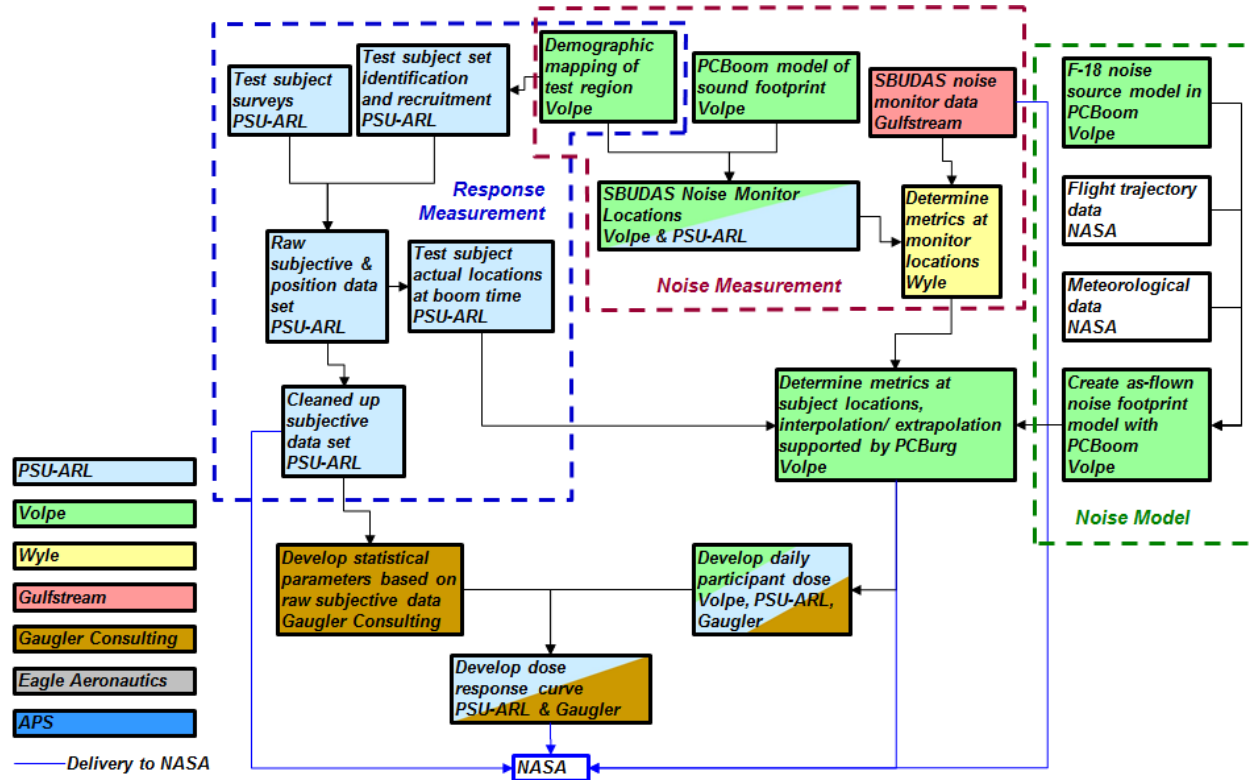 Test subject
surveys
PSU-ARL
Test subject set
identification
and recruitment
PSU-ARL
Demographic
mapping of
test region
Volpe
PCBoom model of
sound footprint
Volpe
SBUDAS noise
monitor data
Gulfstream
F-18 noise
source model in
PCBoom
Volpe
Response
Measurement
SBUDAS Noise Monitor
Locations
Volpe & PSU-ARL
Determine
metrics at
monitor
locations
Wyle
Flight trajectory
data
NASA
Raw
subjective &
position data
set
PSU-ARL
Test subject
actual locations
at boom time
PSU-ARL
Noise Measurement
Meteorological
data
NASA
Cleaned up
subjective
data set
PSU-ARL
Determine metrics at
subject locations,
interpolation/ extrapolation
supported by PCBurg
Volpe
Create as-flown
noise footprint
model with
PCBoom
Volpe
Noise Model
PSU-ARL
Volpe
Wyle
Gulfstream
Gaugler Consulting
Eagle Aeronautics
APS
Delivery to NASA
Develop statistical
parameters based on
raw subjective data
Gaugler Consulting
Develop daily
participant dose
Volpe, PSU-ARL,
Gaugler
Develop dose
response curve
PSU-ARL & Gaugler
NASA